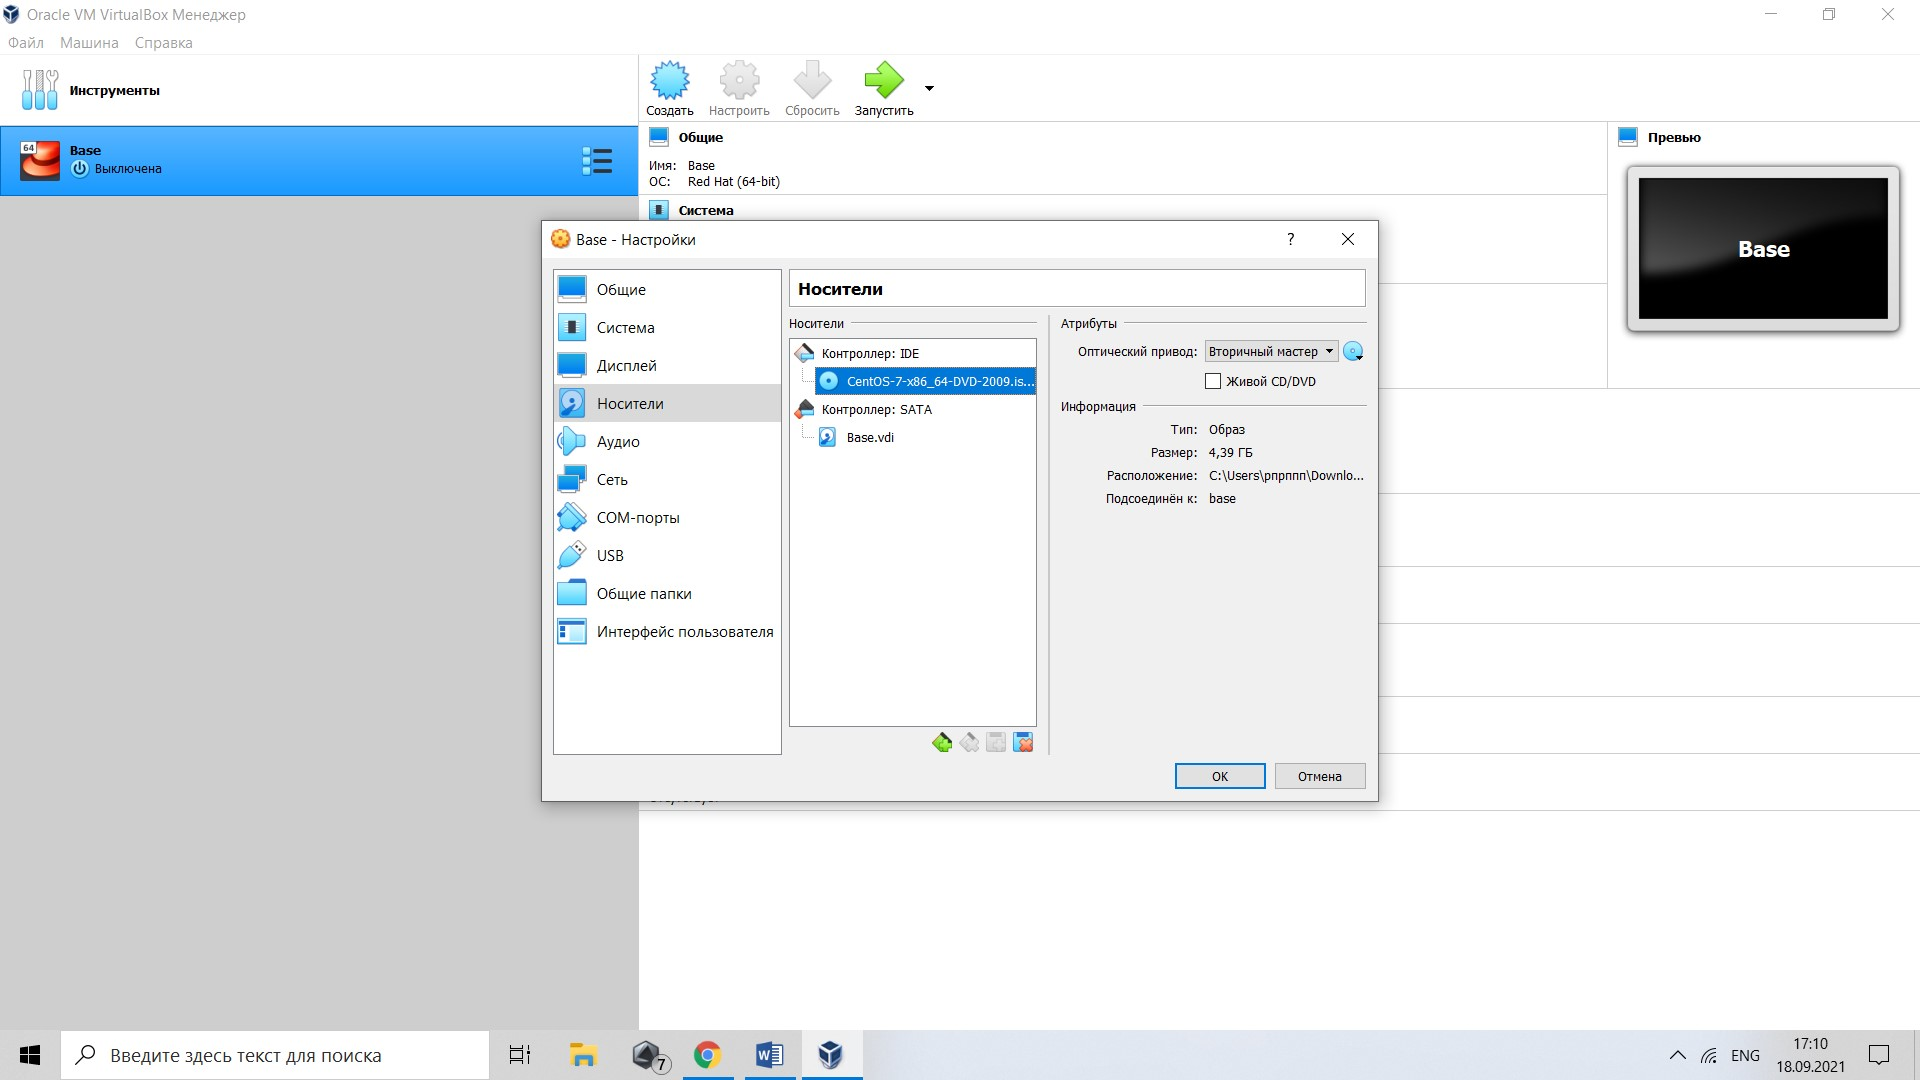 Oracle VM VirtualBox Менеджер
Файл Машина Справка
Инструменты
64
Base
Выключена
Создать Настроить Сбросить Запустить
Общие
Имя: Base
ОС: Red Hat (64-bit)
Система
Превью
Base
Base - Настройки
?
Общие
Система
Дисплей
Носители
Аудио
Сеть
COM-порты
USB
Общие папки
Интерфейс пользователя
Носители
Носители
Контроллер: IDE
CentOS-7-x86_64-DVD-2009.is...
Контроллер: SATA
Base.vdi
Атрибуты
Оптический привод: Вторичный мастер
Живой CD/DVD
Информация
Тип: Образ
Размер: 4,39 ГБ
Расположение: C:\Users\рпрппп\Downlo...
Подсоединён к: base
OK Отмена
Введите здесь текст для поиска
7
ENG
17:10
18.09.2021